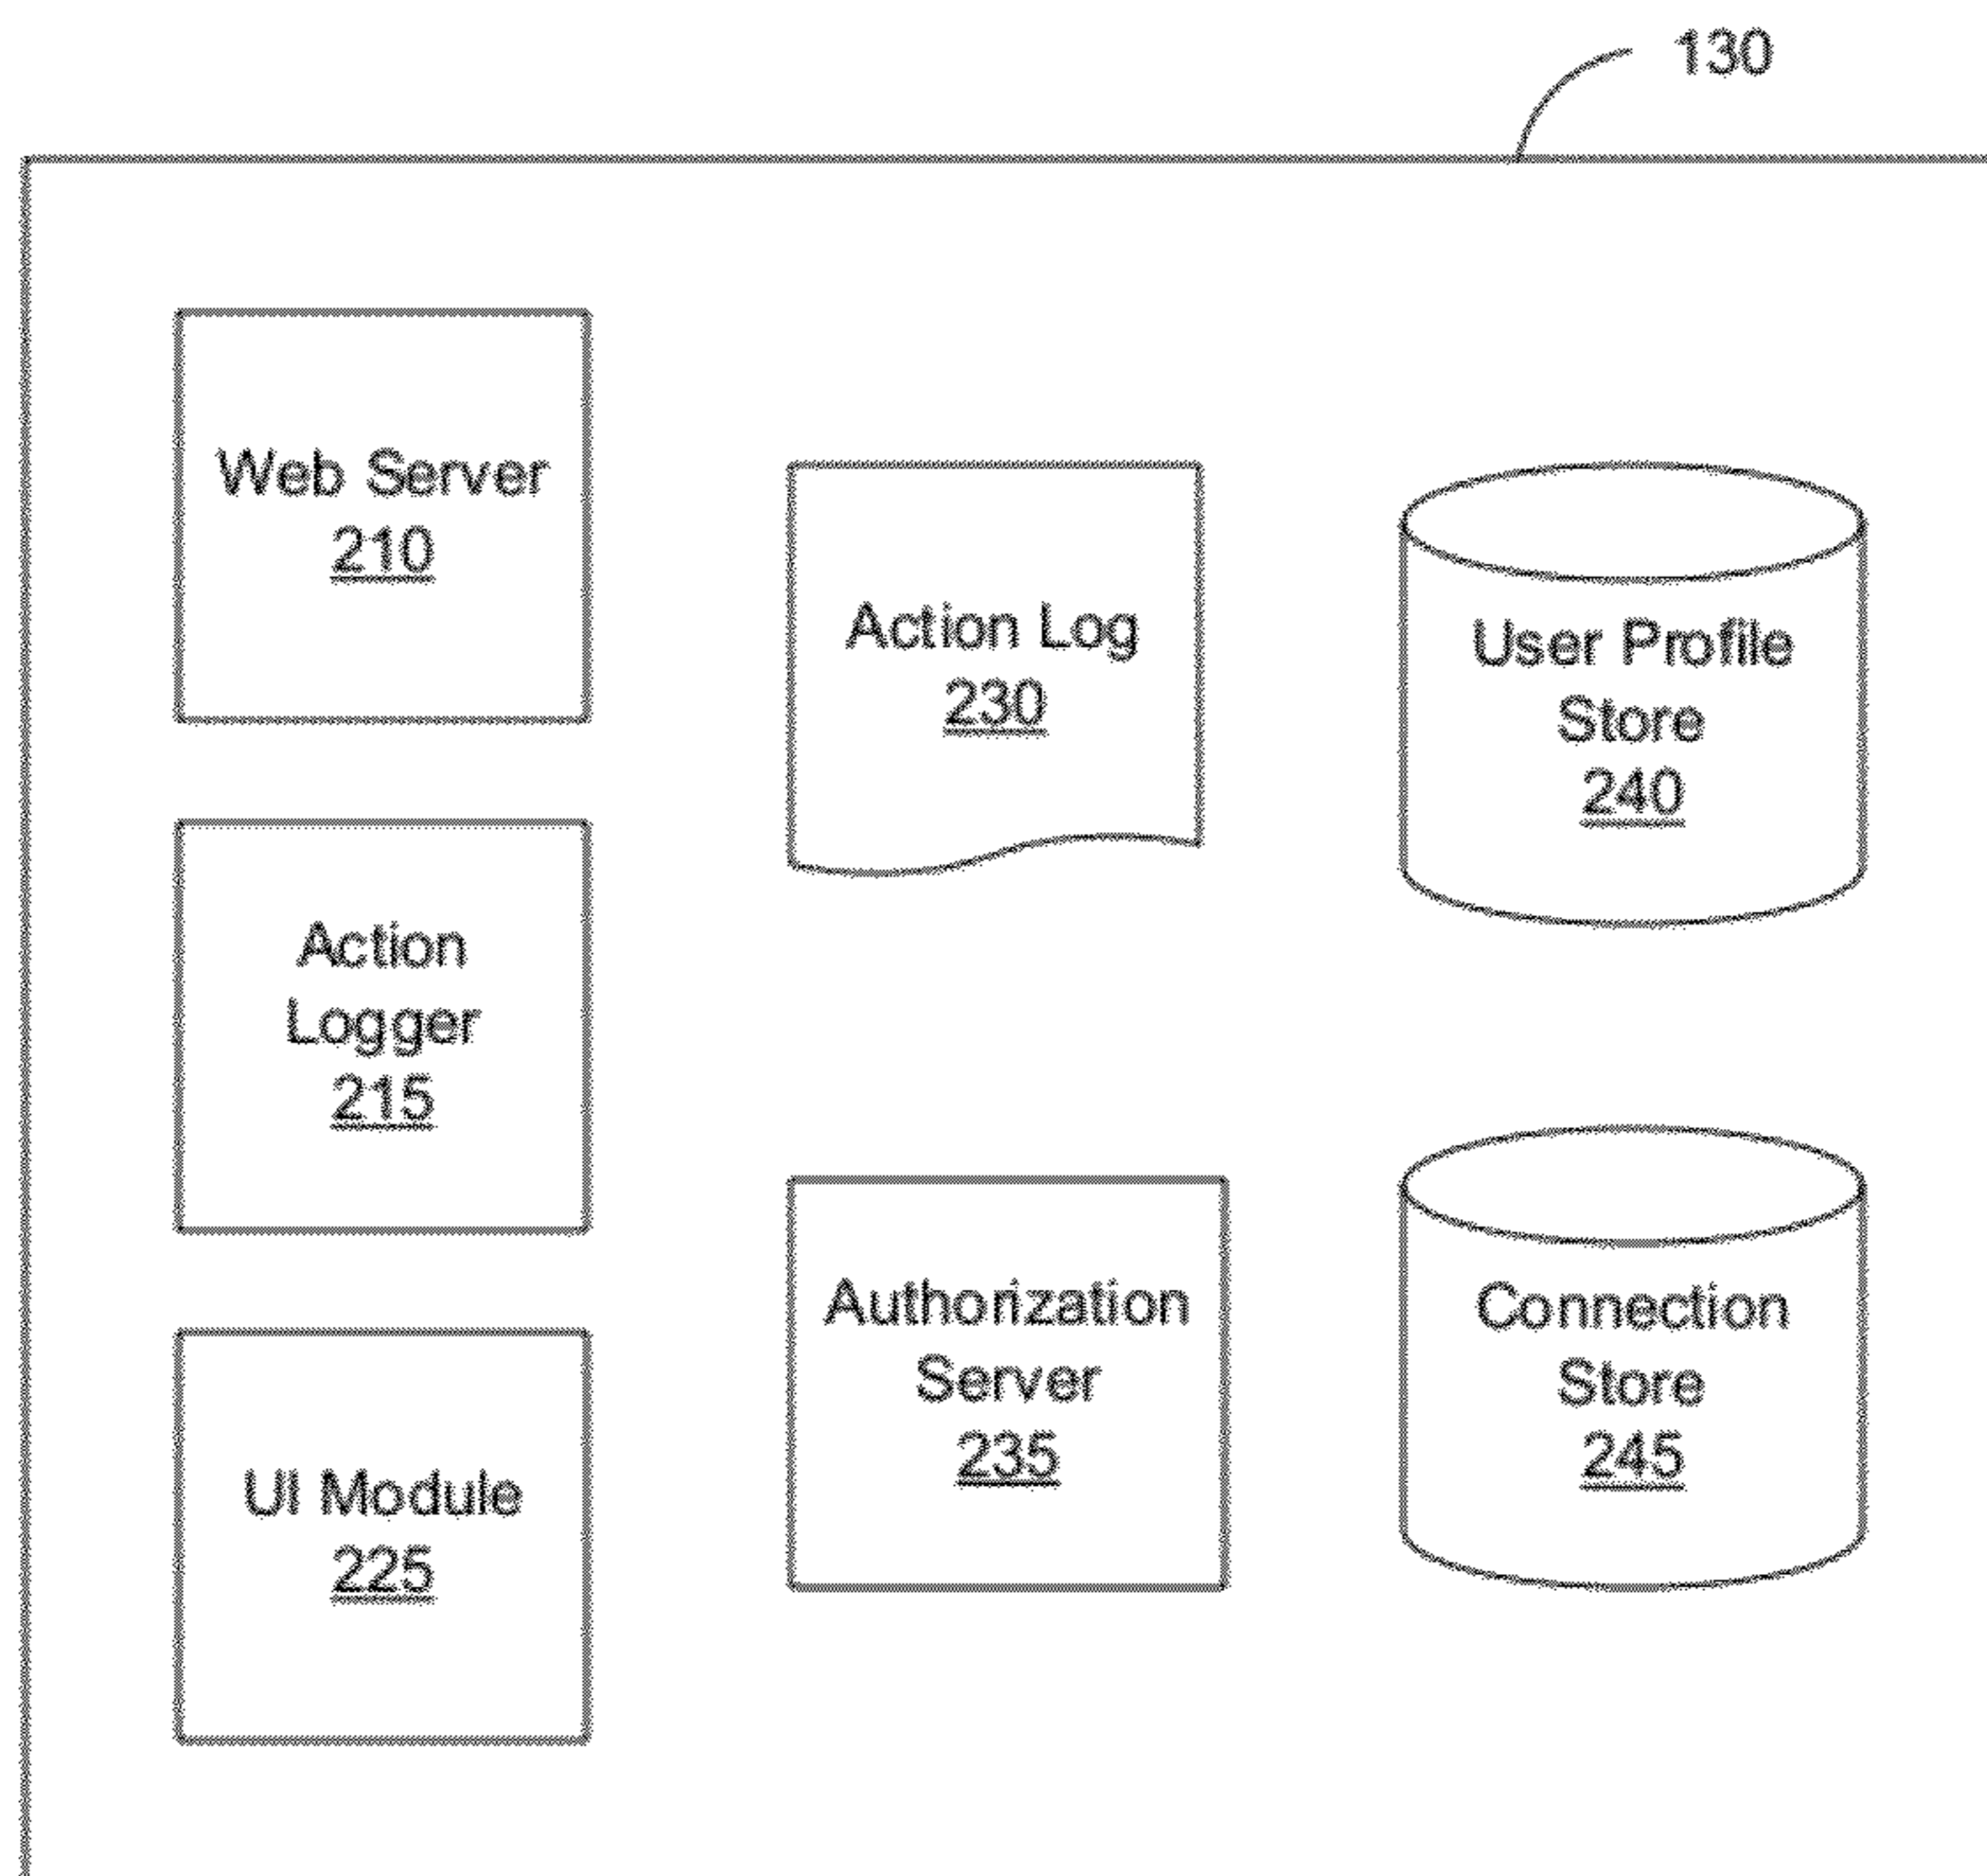 130
Web Server
210
Action Log
230
User Profile
Store
240
Action
Logger
215
Authorization
Server
235
Connection
Store
245
UI Module
225